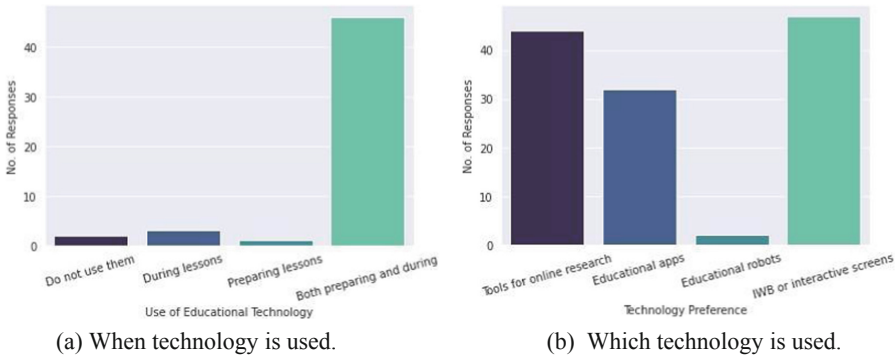 40
30
20
10
0
No. of Responses
Do not use them
During lessons
Preparing lessons
Both preparing and during
Use of Educational Technology
(a) When technology is used.
40
30
20
10
0
No. of Responses
Tools for online research
Educational apps
Educational robots
IWB or interactive screens
Technology Preference
(b) Which technology is used.